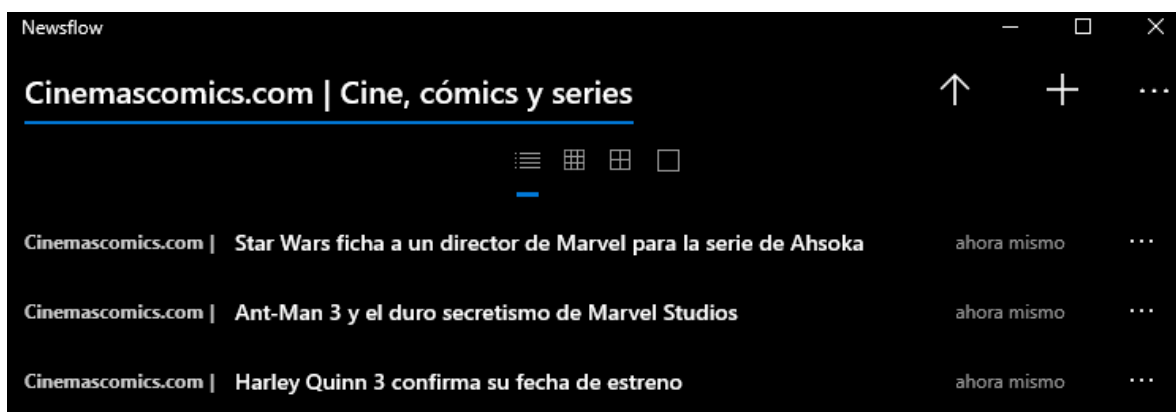 Newsflow
Cinemascomics.com | Cine, cómics y series
Cinemascomics.com | Star Wars ficha a un director de Marvel para la serie de Ahsoka ahora mismo
Cinemascomics.com | Ant-Man 3 y el duro secretismo de Marvel Studios ahora mismo
Cinemascomics.com | Harley Quinn 3 confirma su fecha de estreno ahora mismo